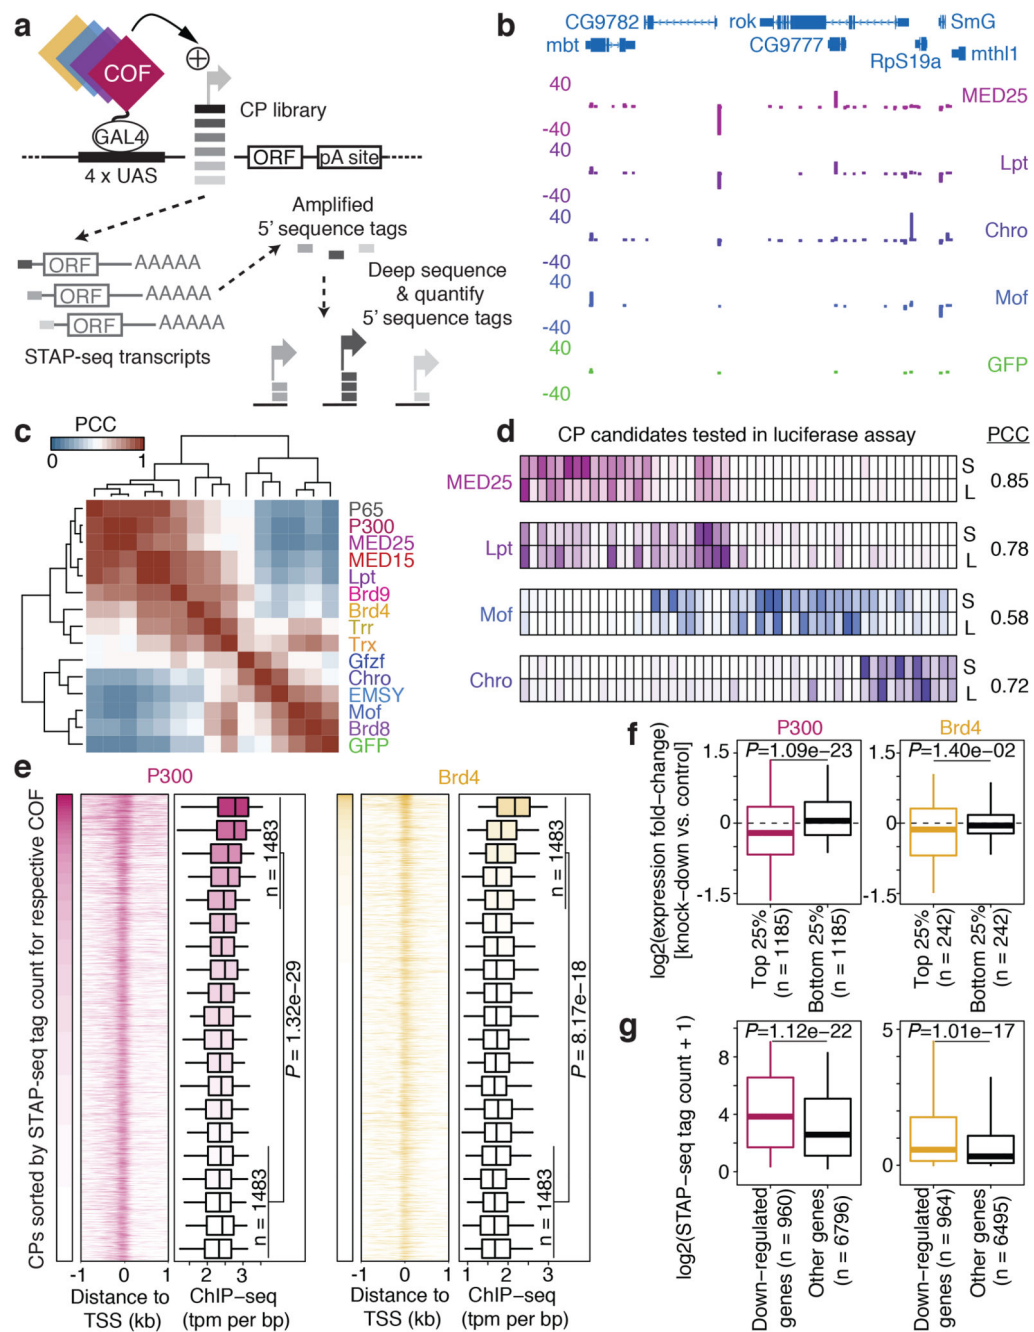 a
COF
GAL4
4 x UAS
CP library
ORF
pA site
Amplified
5' sequence tags
ORF
AAAAA
ORF
AAAAA
ORF
AAAAA
STAP-seq transcripts
Deep sequence
& quantify
5' sequence tags
b
CG9782
rok
SmG
mbt
CG9777
RpS19a
mthl1
40
MED25
-40
40
Lpt
-40
40
Chro
-40
40
Mof
-40
40
GFP
-40
c
PCC
0
1
P65
P300
MED25
MED15
Lpt
Brd9
Brd4
Trr
Trx
Gfzf
Chro
EMSY
Mof
Brd8
GFP
d
CP candidates tested in luciferase assay
PCC
MED25
S
L
0.85
Lpt
S
L
0.78
Mof
S
L
0.58
Chro
S
L
0.72
e
P300
Brd4
CPs sorted by STAP-seq tag count for respective COF
n = 1483
P = 1.32e-29
n = 1483
n = 1483
P = 8.17e-18
n = 1483
-1 0 1
Distance to
TSS (kb)
2 3
ChIP-seq
(tpm per bp)
-1 0 1
Distance to
TSS (kb)
1 2 3
ChIP-seq
(tpm per bp)
f
P300
Brd4
log2(expression fold-change)
[knock-down vs. control]
1.5
0
-1.5
P=1.09e-23
Top 25%
(n = 1185)
Bottom 25%
(n = 1185)
1.5
0
-1.5
P=1.40e-02
Top 25%
(n = 242)
Bottom 25%
(n = 242)
g
log2(STAP-seq tag count + 1)
8
4
0
P=1.12e-22
Down-regulated
genes (n = 960)
Other genes
(n = 6796)
5
0
P=1.01e-17
Down-regulated
genes (n = 964)
Other genes
(n = 6495)